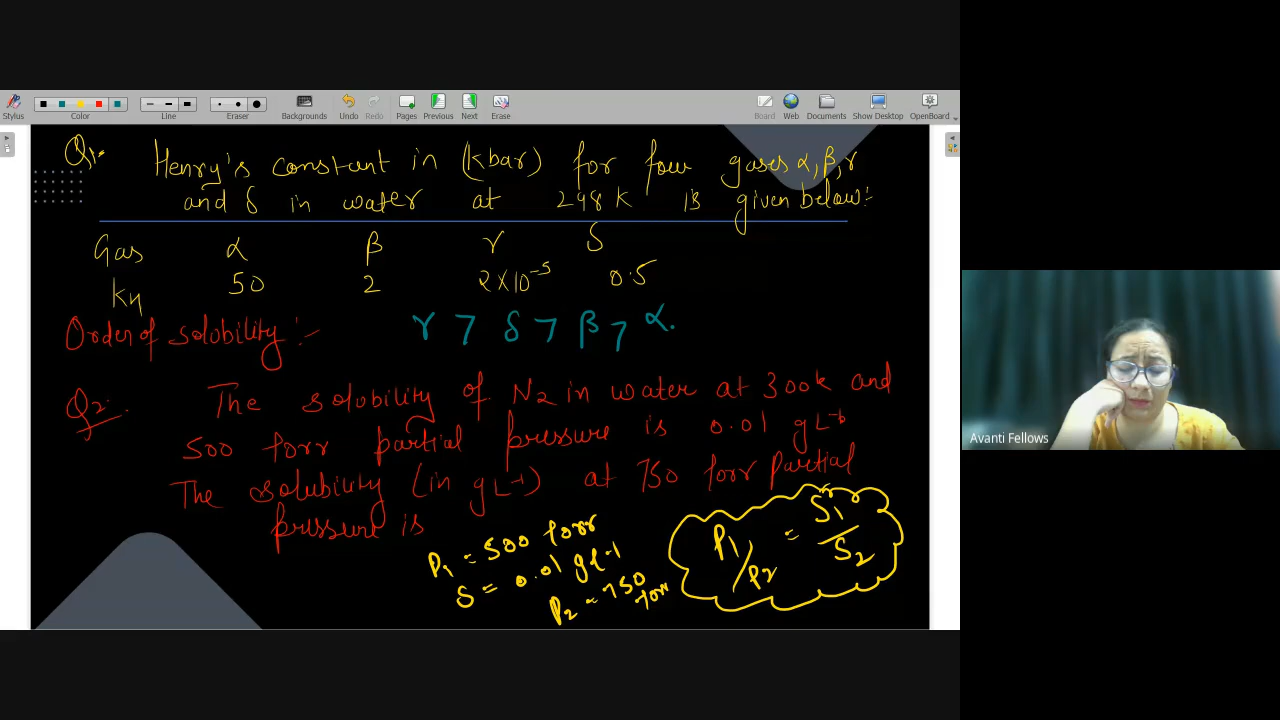 Stylus
Color
Line
Eraser
Backgrounds
Undo
Redo
Pages
Previous
Next
Erase
Board
Web
Documents
Show Desktop
OpenBoard
Q1.
Henry's constant in (kbar) for four gases α, β, γ
and δ in water at 298 K is given below:-
Gas α β γ δ
KH 50 2 2×10⁻⁵ 0.5
Order of solubility :- γ > δ > β > α.
Q2. The solobility of N2 in water at 300k and
500 torr partial pressure is 0.01 g L⁻¹
The solubility (in g L⁻¹) at 750 torr partial
pressure is
P1 = 500 torr
S = 0.01 gL⁻¹
P2 = 750 torr
P1/P2 = S1/S2
Avanti Fellows